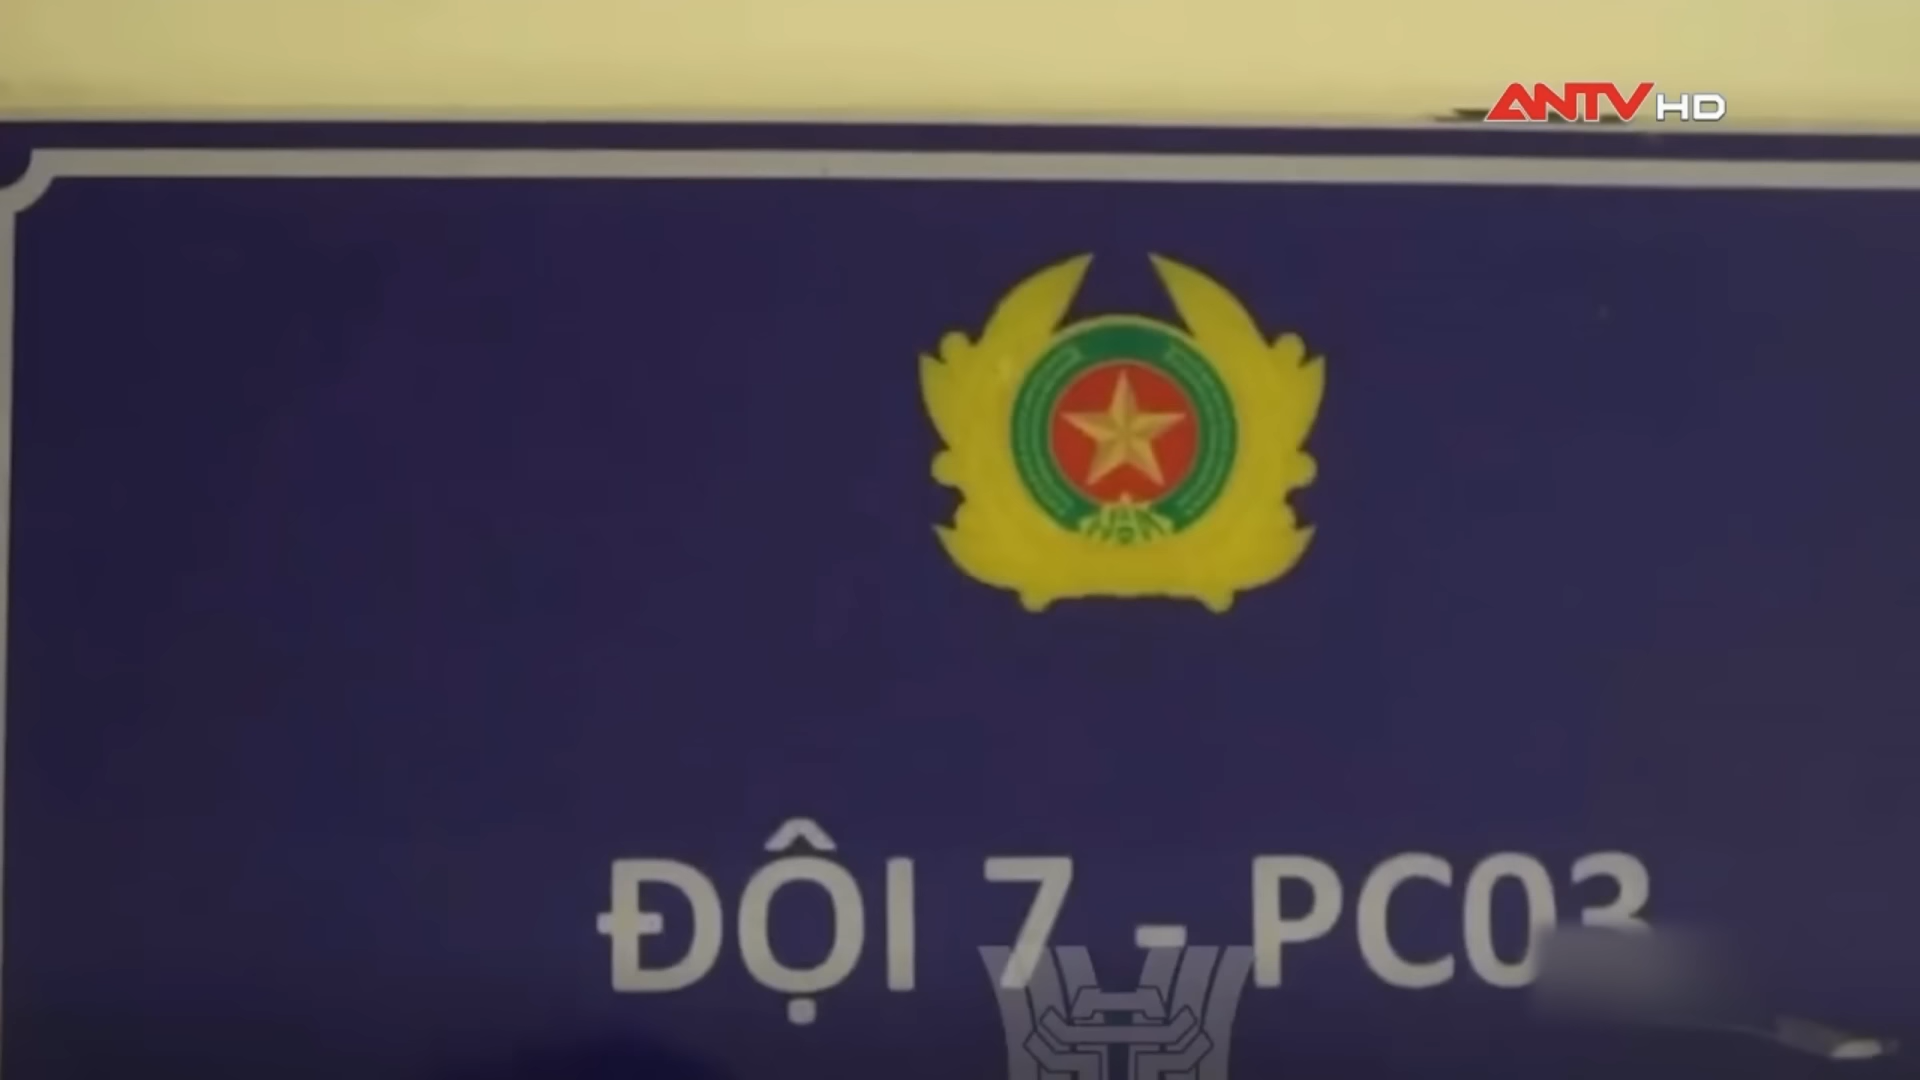 ANTV HD
ĐỘI 7 - PC03